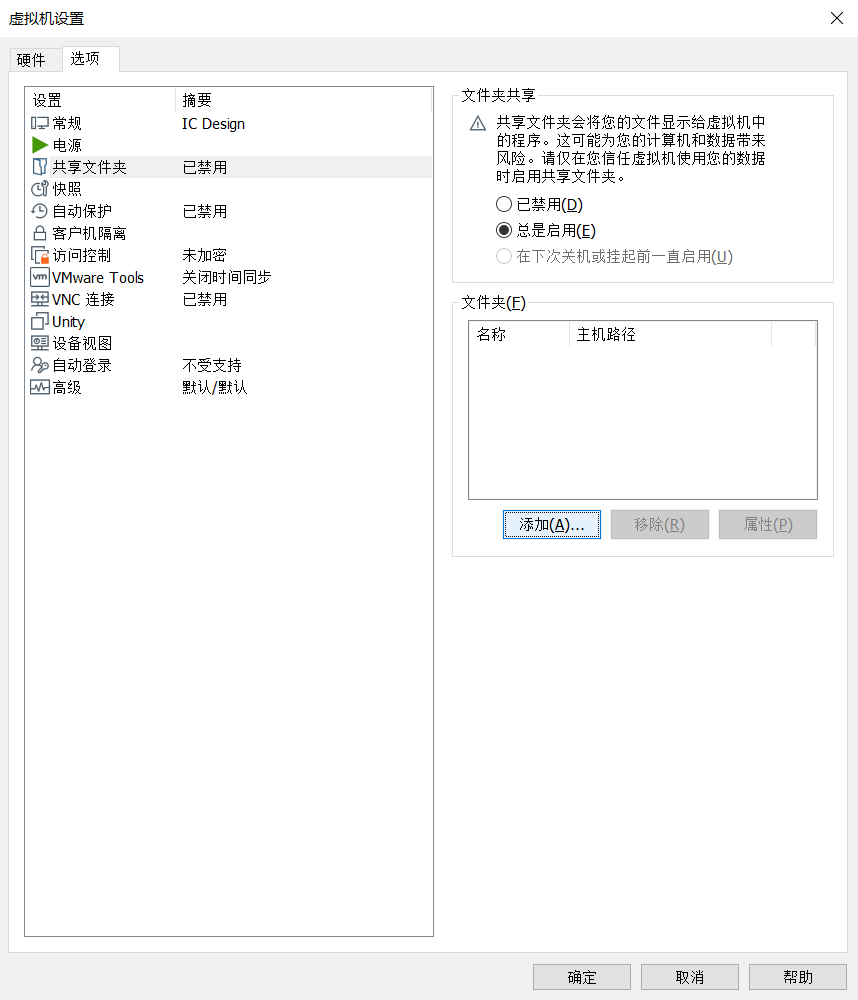 虚拟机设置
硬件 选项
设置 摘要
常规 IC Design
电源
共享文件夹 已禁用
快照
自动保护 已禁用
客户机隔离
访问控制 未加密
vm VMware Tools 关闭时间同步
VNC 连接 已禁用
Unity
设备视图
自动登录 不受支持
高级 默认/默认
文件夹共享
共享文件夹会将您的文件显示给虚拟机中
的程序。这可能为您的计算机和数据带来
风险。请仅在您信任虚拟机使用您的数据
时启用共享文件夹。
已禁用(D)
总是启用(E)
在下次关机或挂起前一直启用(U)
文件夹(F)
名称 主机路径
添加(A)... 移除(R) 属性(P)
确定 取消 帮助